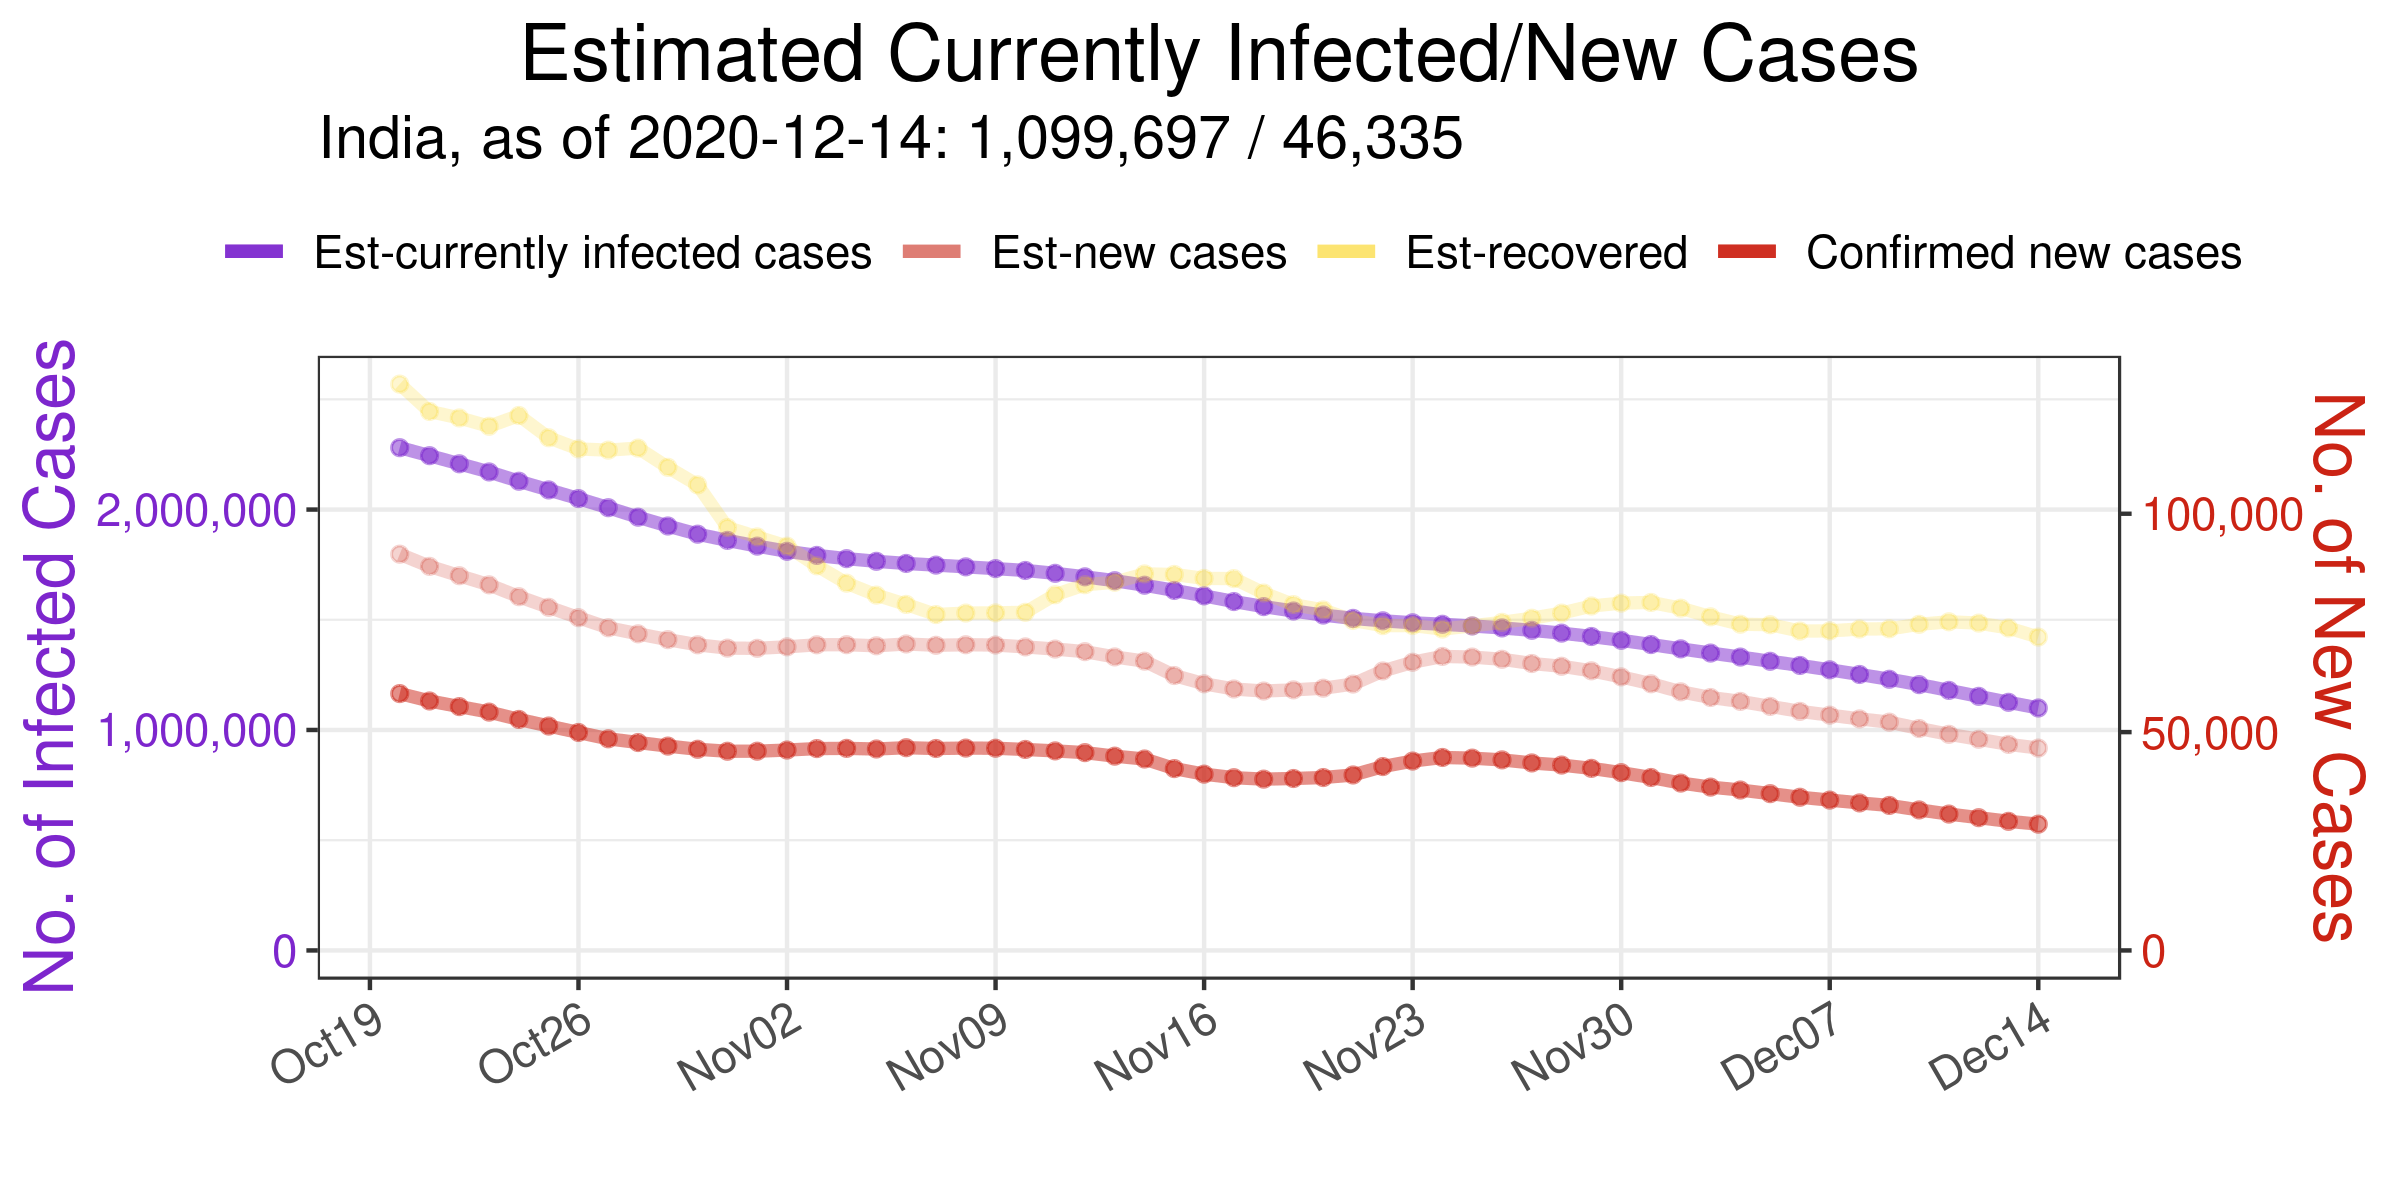 Estimated Currently Infected/New Cases
India, as of 2020-12-14: 1,099,697 / 46,335
Est-currently infected cases Est-new cases Est-recovered Confirmed new cases
No. of Infected Cases
2,000,000
1,000,000
0
100,000
50,000
0
No. of New Cases
Oct19 Oct26 Nov02 Nov09 Nov16 Nov23 Nov30 Dec07 Dec14